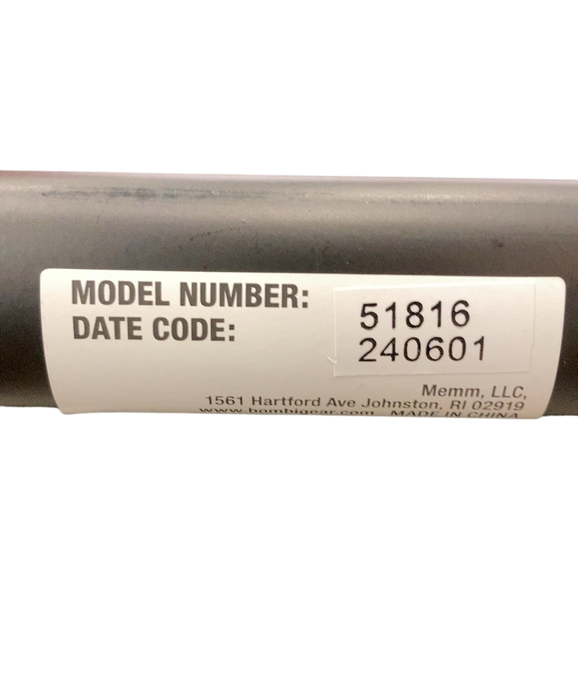 MODEL NUMBER: 51816
DATE CODE: 240601
Memm, LLC,
1561 Hartford Ave Johnston, RI 02919
www.bombigear.com MADE IN CHINA